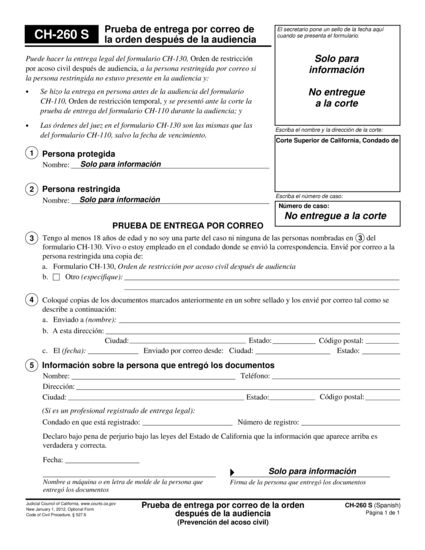 CH-260 S
Prueba de entrega por correo de
la orden después de la audiencia
El secretario pone un sello de la fecha aquí
cuando se presenta el formulario.
Solo para
información
No entregue
a la corte
Puede hacer la entrega legal del formulario CH-130, Orden de restricción
por acoso civil después de audiencia, a la persona restringida por correo si
la persona restringida no estuvo presente en la audiencia y:
• Se hizo la entrega en persona antes de la audiencia del formulario
CH-110, Orden de restricción temporal, y se presentó ante la corte la
prueba de entrega del formulario CH-110 durante la audiencia; y
• Las órdenes del juez en el formulario CH-130 son las mismas que las
del formulario CH-110, salvo la fecha de vencimiento.
Escriba el nombre y la dirección de la corte:
Corte Superior de California, Condado de
1 Persona protegida
Nombre: Solo para información
2 Persona restringida
Nombre: Solo para información
Escriba el número de caso:
Número de caso:
No entregue a la corte
PRUEBA DE ENTREGA POR CORREO
3 Tengo al menos 18 años de edad y no soy una parte del caso ni ninguna de las personas nombradas en 3 del
formulario CH-130. Vivo o estoy empleado en el condado donde se envió la correspondencia. Envié por correo a la
persona restringida una copia de:
a. Formulario CH-130, Orden de restricción por acoso civil después de audiencia
b. Otro (especifique):
4 Coloqué copias de los documentos marcados anteriormente en un sobre sellado y los envié por correo tal como se
describe a continuación:
a. Enviado a (nombre):
b. A esta dirección:
Ciudad: Estado: Código postal:
c. El (fecha): Enviado por correo desde: Ciudad: Estado:
5 Información sobre la persona que entregó los documentos
Nombre: Teléfono:
Dirección:
Ciudad: Estado: Código postal:
(Si es un profesional registrado de entrega legal):
Condado en que está registrado: Número de registro:
Declaro bajo pena de perjurio bajo las leyes del Estado de California que la información que aparece arriba es
verdadera y correcta.
Fecha:
Solo para información
Nombre a máquina o en letra de molde de la persona que
entregó los documentos
Firma de la persona que entregó los documentos
Judicial Council of California, www.courts.ca.gov
New January 1, 2012, Optional Form
Code of Civil Procedure, § 527.6
Prueba de entrega por correo de la orden
después de la audiencia
(Prevención del acoso civil)
CH-260 S (Spanish)
Página 1 de 1